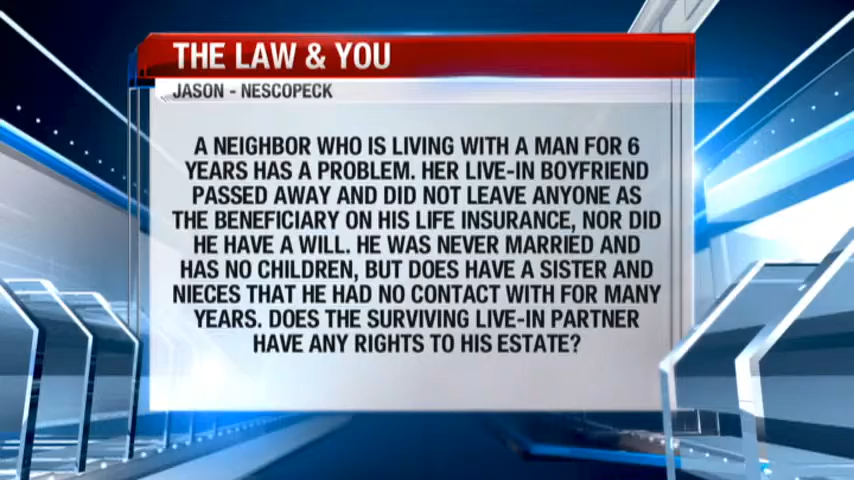 THE LAW & YOU
JASON - NESCOPECK
A NEIGHBOR WHO IS LIVING WITH A MAN FOR 6
YEARS HAS A PROBLEM. HER LIVE-IN BOYFRIEND
PASSED AWAY AND DID NOT LEAVE ANYONE AS
THE BENEFICIARY ON HIS LIFE INSURANCE, NOR DID
HE HAVE A WILL. HE WAS NEVER MARRIED AND
HAS NO CHILDREN, BUT DOES HAVE A SISTER AND
NIECES THAT HE HAD NO CONTACT WITH FOR MANY
YEARS. DOES THE SURVIVING LIVE-IN PARTNER
HAVE ANY RIGHTS TO HIS ESTATE?